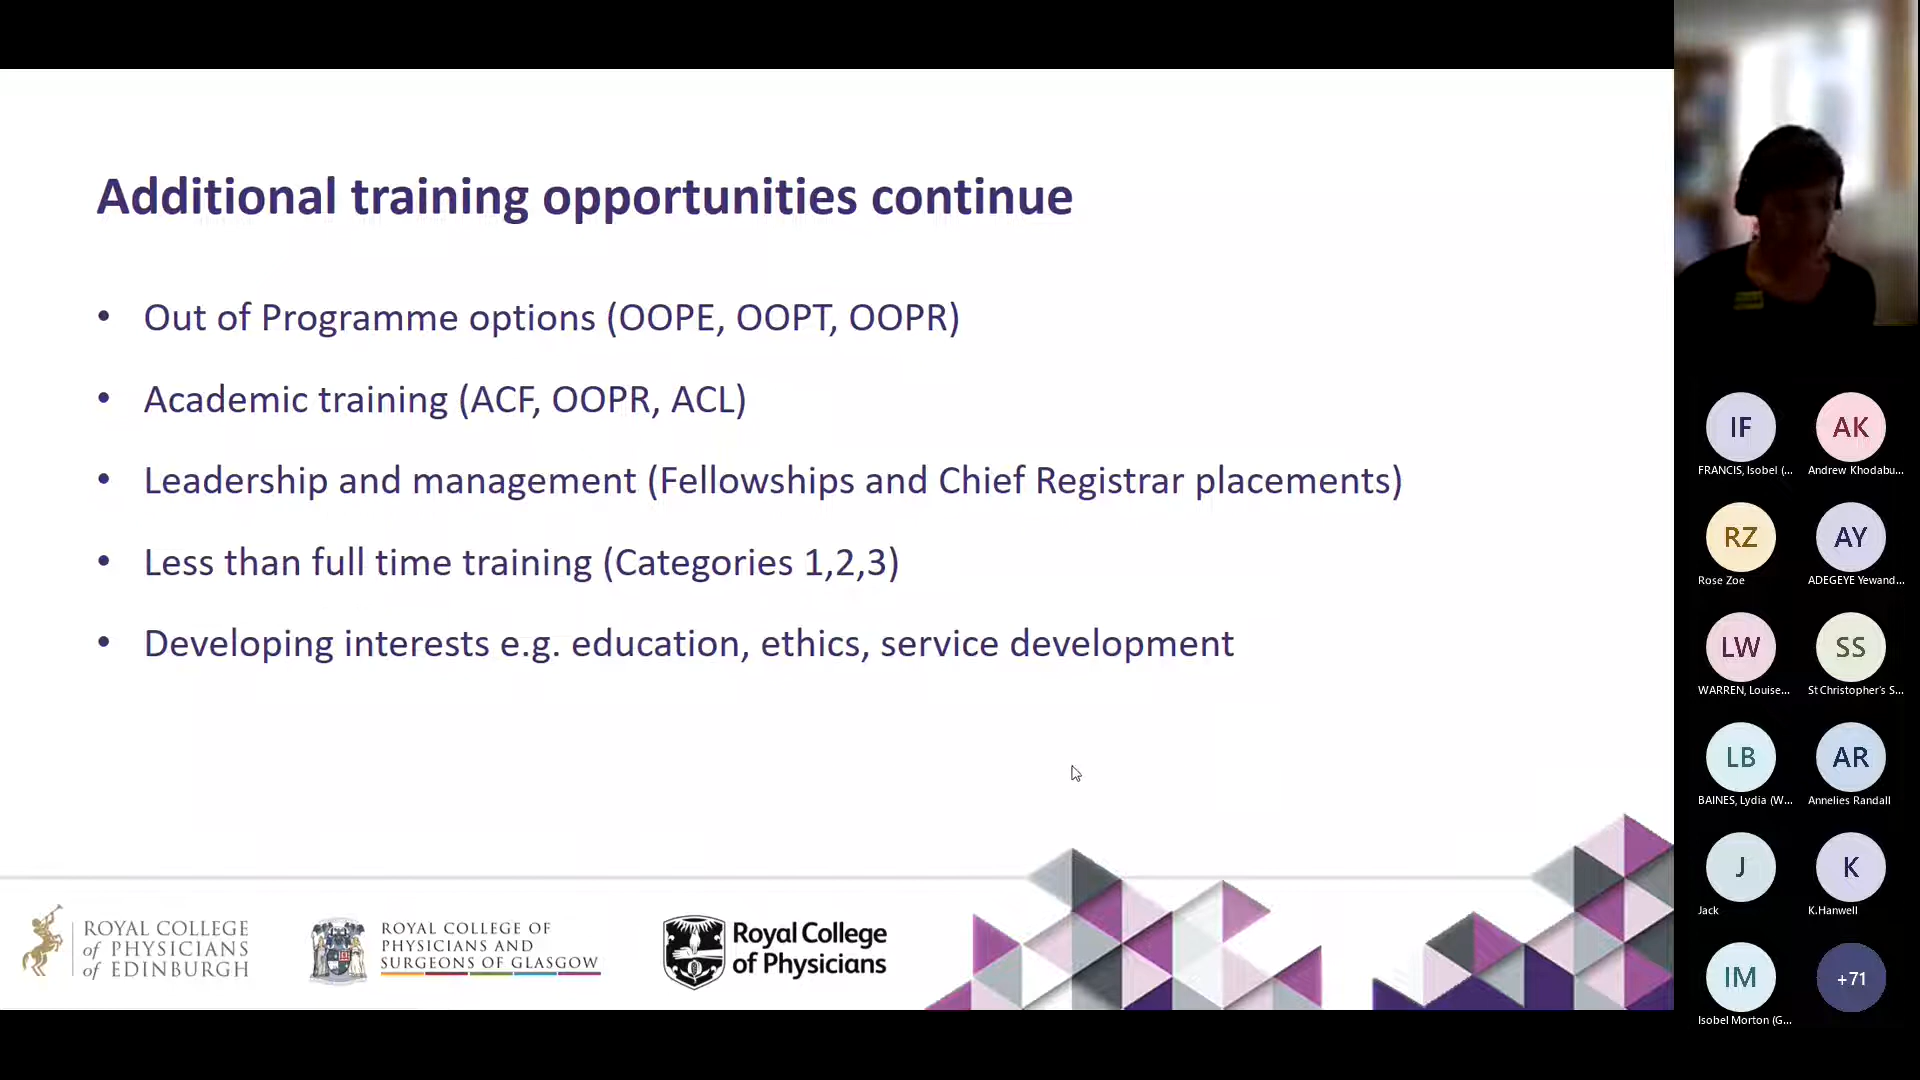 Additional training opportunities continue
• Out of Programme options (OOPE, OOPT, OOPR)
• Academic training (ACF, OOPR, ACL)
• Leadership and management (Fellowships and Chief Registrar placements)
• Less than full time training (Categories 1,2,3)
• Developing interests e.g. education, ethics, service development
ROYAL COLLEGE
of PHYSICIANS
of EDINBURGH
ROYAL COLLEGE OF
PHYSICIANS AND
SURGEONS OF GLASGOW
Royal College
of Physicians
IF
FRANCIS, Isobel (...
AK
Andrew Khodabu...
RZ
Rose Zoe
AY
ADEGEYE Yewand...
LW
WARREN, Louise...
SS
St Christopher's S...
LB
BAINES, Lydia (W...
AR
Annelies Randall
J
Jack
K
K.Hanwell
IM
Isobel Morton (G...
+71